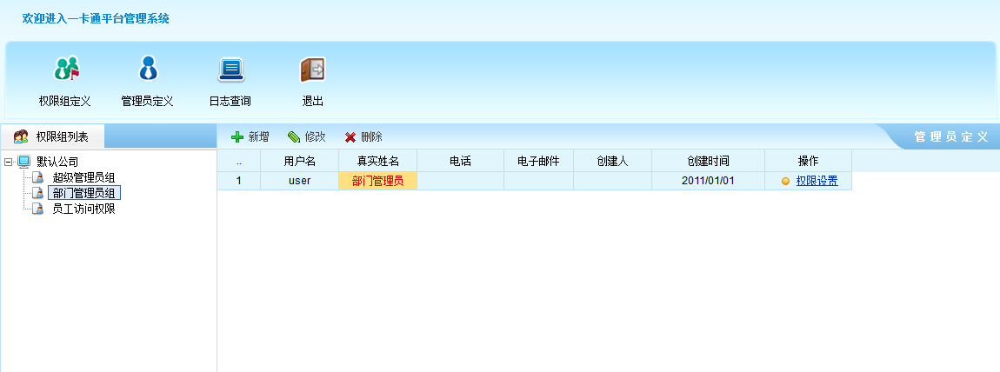 欢迎进入一卡通平台管理系统
权限组定义 管理员定义 日志查询 退出
权限组列表 新增 修改 删除 管理员定义
默认公司
超级管理员组
部门管理员组
员工访问权限
.. 用户名 真实姓名 电话 电子邮件 创建人 创建时间 操作
1 user 部门管理员 2011/01/01 权限设置